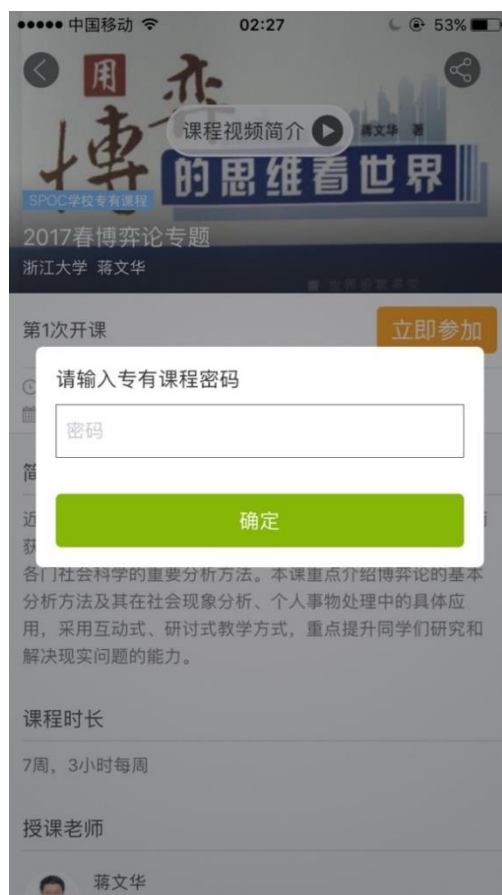 中国移动
02:27
53%
用
博弈
课程视频简介
蒋文华 著
的思维看世界
SPOC学校专有课程
2017春博弈论专题
浙江大学 蒋文华
第1次开课
立即参加
请输入专有课程密码
密码
简
确定
近
获
各门社会科学的重要分析方法。本课重点介绍博弈论的基本
分析方法及其在社会现象分析、个人事物处理中的具体应
用，采用互动式、研讨式教学方式，重点提升同学们研究和
解决现实问题的能力。
课程时长
7周，3小时每周
授课老师
蒋文华